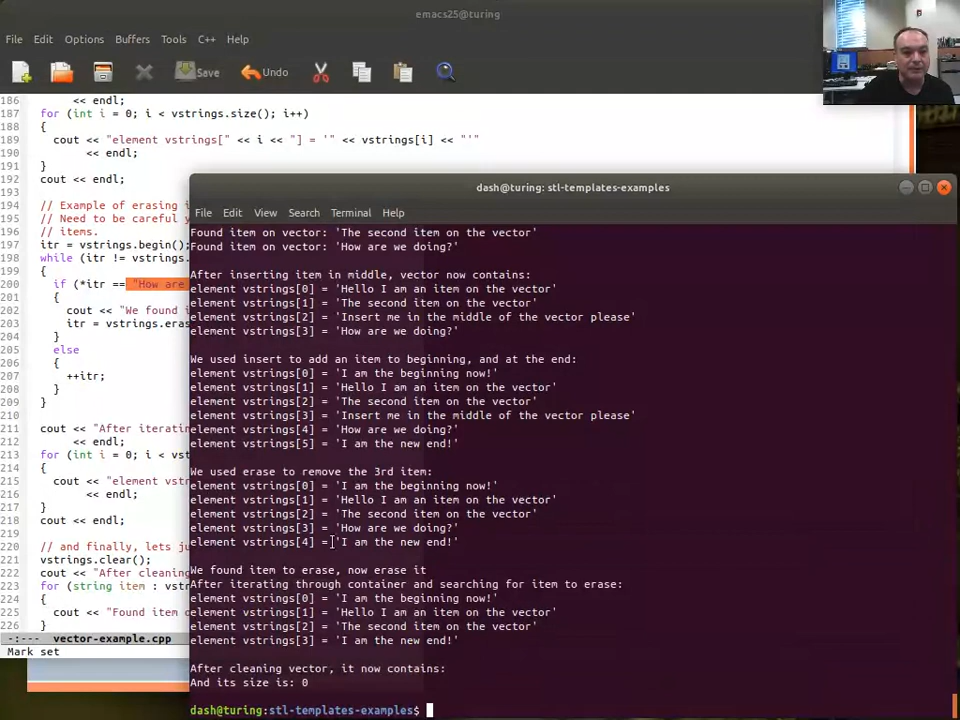 emacs25@turing
File Edit Options Buffers Tools C++ Help
Save Undo
186 << endl;
187 for (int i = 0; i < vstrings.size(); i++)
188 {
189 cout << "element vstrings[" << i << "] = '" << vstrings[i] << "'"
190 << endl;
191 }
192 cout << endl;
193
194 // Example of erasing i
195 // Need to be careful y
196 // items.
197 itr = vstrings.begin();
198 while (itr != vstrings.
199 {
200 if (*itr == "How are
201 {
202 cout << "We found i
203 itr = vstrings.eras
204 }
205 else
206 {
207 ++itr;
208 }
209 }
210
211 cout << "After iterati
212 << endl;
213 for (int i = 0; i < vst
214 {
215 cout << "element vstr
216 << endl;
217 }
218 cout << endl;
219
220 // and finally, lets ju
221 vstrings.clear();
222 cout << "After cleaning
223 for (string item : vstr
224 {
225 cout << "Found item o
226 }
-:--- vector-example.cpp
Mark set
dash@turing: stl-templates-examples
File Edit View Search Terminal Help
Found item on vector: 'The second item on the vector'
Found item on vector: 'How are we doing?'
After inserting item in middle, vector now contains:
element vstrings[0] = 'Hello I am an item on the vector'
element vstrings[1] = 'The second item on the vector'
element vstrings[2] = 'Insert me in the middle of the vector please'
element vstrings[3] = 'How are we doing?'
We used insert to add an item to beginning, and at the end:
element vstrings[0] = 'I am the beginning now!'
element vstrings[1] = 'Hello I am an item on the vector'
element vstrings[2] = 'The second item on the vector'
element vstrings[3] = 'Insert me in the middle of the vector please'
element vstrings[4] = 'How are we doing?'
element vstrings[5] = 'I am the new end!'
We used erase to remove the 3rd item:
element vstrings[0] = 'I am the beginning now!'
element vstrings[1] = 'Hello I am an item on the vector'
element vstrings[2] = 'The second item on the vector'
element vstrings[3] = 'How are we doing?'
element vstrings[4] = 'I am the new end!'
We found item to erase, now erase it
After iterating through container and searching for item to erase:
element vstrings[0] = 'I am the beginning now!'
element vstrings[1] = 'Hello I am an item on the vector'
element vstrings[2] = 'The second item on the vector'
element vstrings[3] = 'I am the new end!'
After cleaning vector, it now contains:
And its size is: 0
dash@turing:stl-templates-examples$